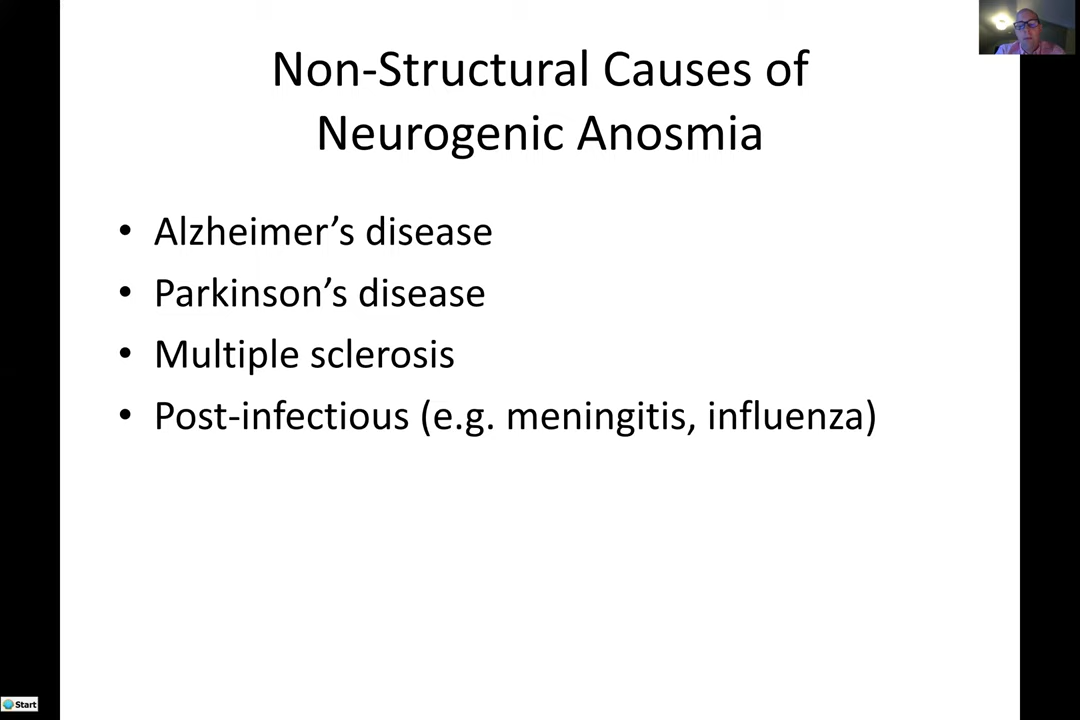 Non-Structural Causes of
Neurogenic Anosmia
• Alzheimer’s disease
• Parkinson’s disease
• Multiple sclerosis
• Post-infectious (e.g. meningitis, influenza)
Start